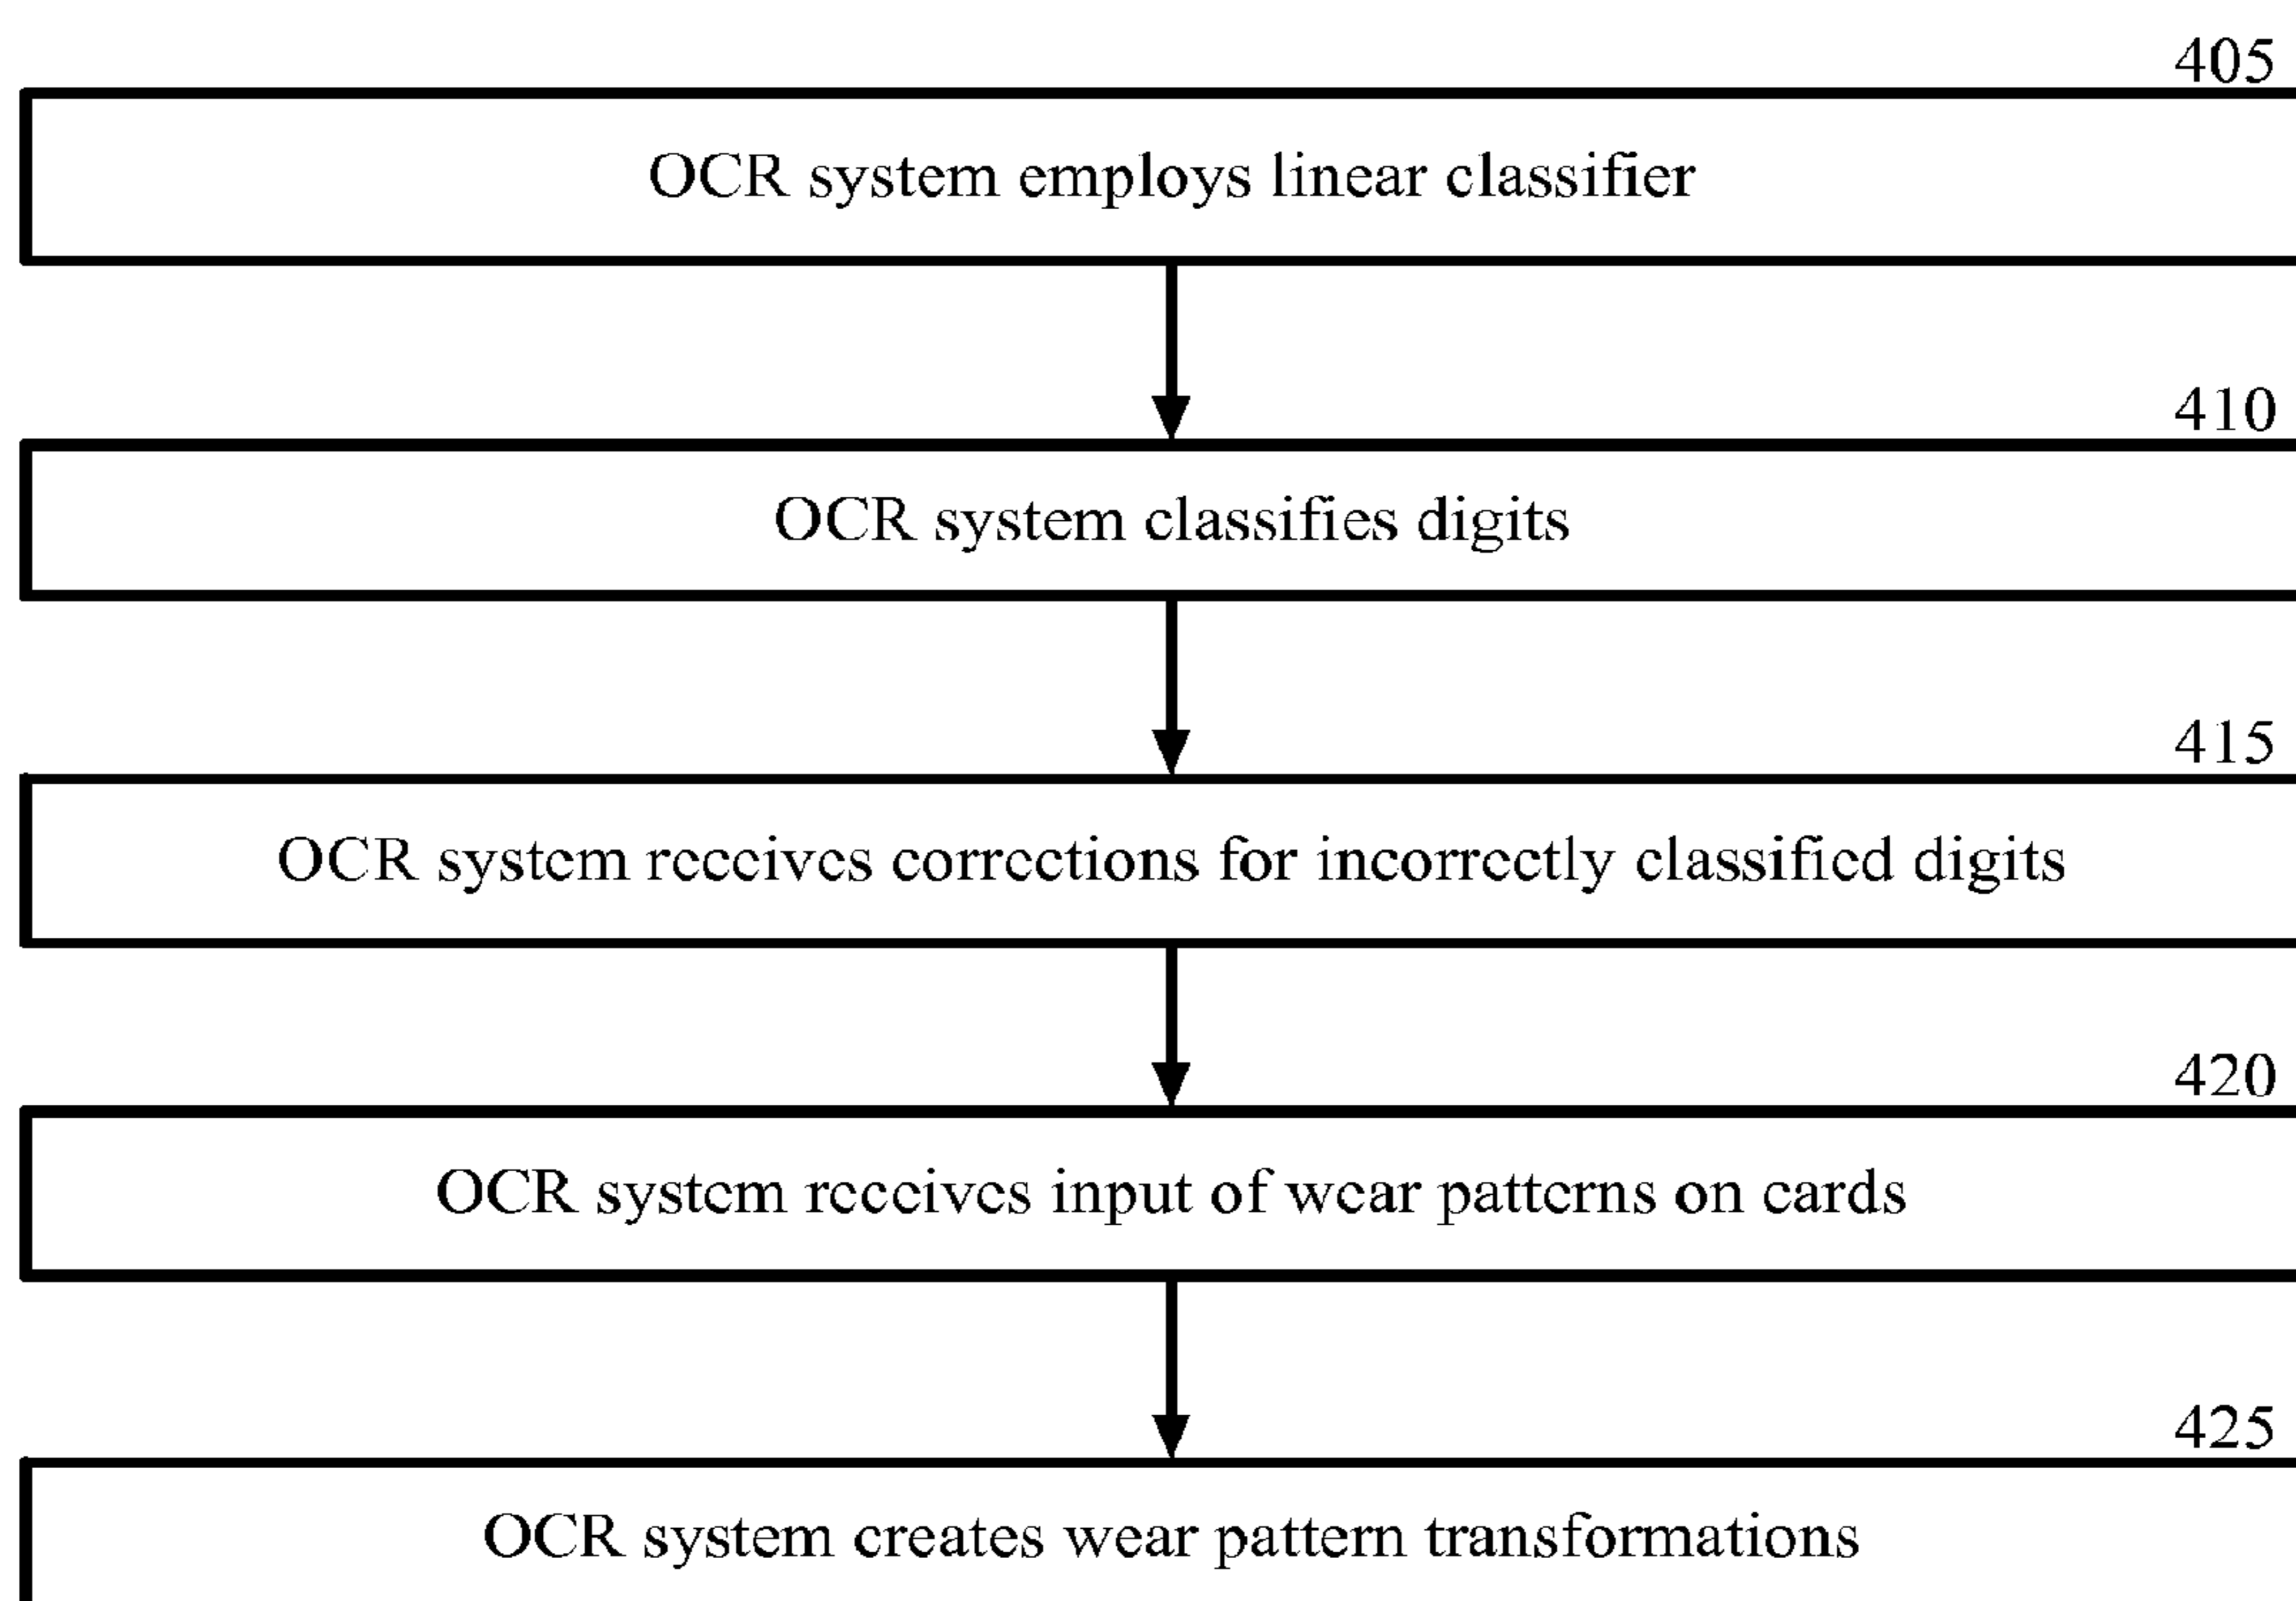 405
OCR system employs linear classifier
410
OCR system classifies digits
415
OCR system receives corrections for incorrectly classified digits
420
OCR system receives input of wear patterns on cards
425
OCR system creates wear pattern transformations